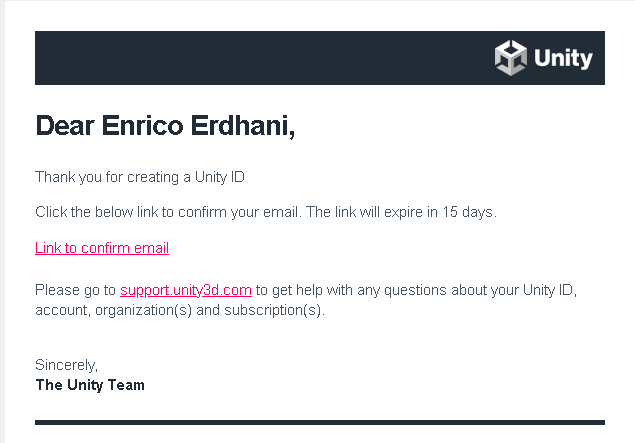 Unity
Dear Enrico Erdhani,
Thank you for creating a Unity ID
Click the below link to confirm your email. The link will expire in 15 days.
Link to confirm email
Please go to support.unity3d.com to get help with any questions about your Unity ID,
account, organization(s) and subscription(s).
Sincerely,
The Unity Team